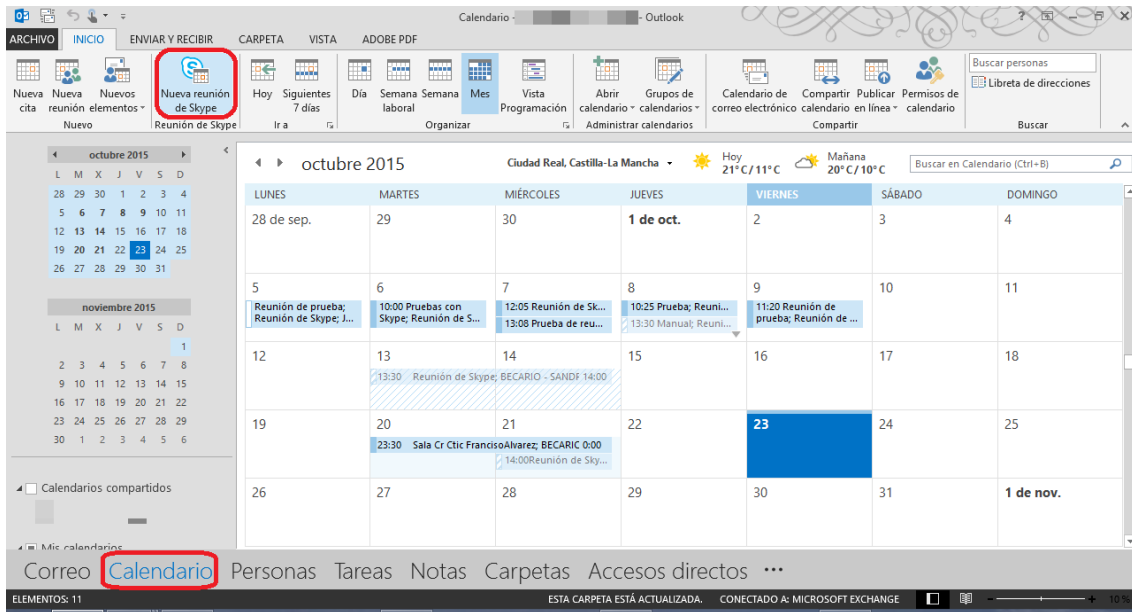 Calendario - - Outlook
ARCHIVO INICIO ENVIAR Y RECIBIR CARPETA VISTA ADOBE PDF
Nueva cita
Nueva reunión
Nuevos elementos
Nuevo
Nueva reunión de Skype
Reunión de Skype
Hoy
Siguientes 7 días
Ir a
Día
Semana laboral
Semana
Mes
Vista Programación
Organizar
Abrir calendario
Grupos de calendarios
Administrar calendarios
Calendario de correo electrónico
Compartir calendario
Publicar en línea
Permisos de calendario
Compartir
Buscar personas
Libreta de direcciones
Buscar
octubre 2015
L M X J V S D
28 29 30 1 2 3 4
5 6 7 8 9 10 11
12 13 14 15 16 17 18
19 20 21 22 23 24 25
26 27 28 29 30 31
noviembre 2015
L M X J V S D
1
2 3 4 5 6 7 8
9 10 11 12 13 14 15
16 17 18 19 20 21 22
23 24 25 26 27 28 29
30 1 2 3 4 5 6
Calendarios compartidos
Mis calendarios
octubre 2015
Ciudad Real, Castilla-La Mancha
Hoy
21°C/11°C
Mañana
20°C/10°C
Buscar en Calendario (Ctrl+B)
LUNES MARTES MIÉRCOLES JUEVES VIERNES SÁBADO DOMINGO
28 de sep. 29 30 1 de oct. 2 3 4
5 6 7 8 9 10 11
Reunión de prueba;
Reunión de Skype; J...
10:00 Pruebas con
Skype; Reunión de S...
12:05 Reunión de Sk...
13:08 Prueba de reu...
10:25 Prueba; Reuni...
13:30 Manual; Reuni...
11:20 Reunión de
prueba; Reunión de ...
12 13 14 15 16 17 18
13:30 Reunión de Skype; BECARIO - SANDF 14:00
19 20 21 22 23 24 25
23:30 Sala Cr Ctic FrancisoAlvarez; BECARIC 0:00
14:00Reunión de Sky...
26 27 28 29 30 31 1 de nov.
Correo Calendario Personas Tareas Notas Carpetas Accesos directos ...
ELEMENTOS: 11 ESTA CARPETA ESTÁ ACTUALIZADA. CONECTADO A: MICROSOFT EXCHANGE 10%